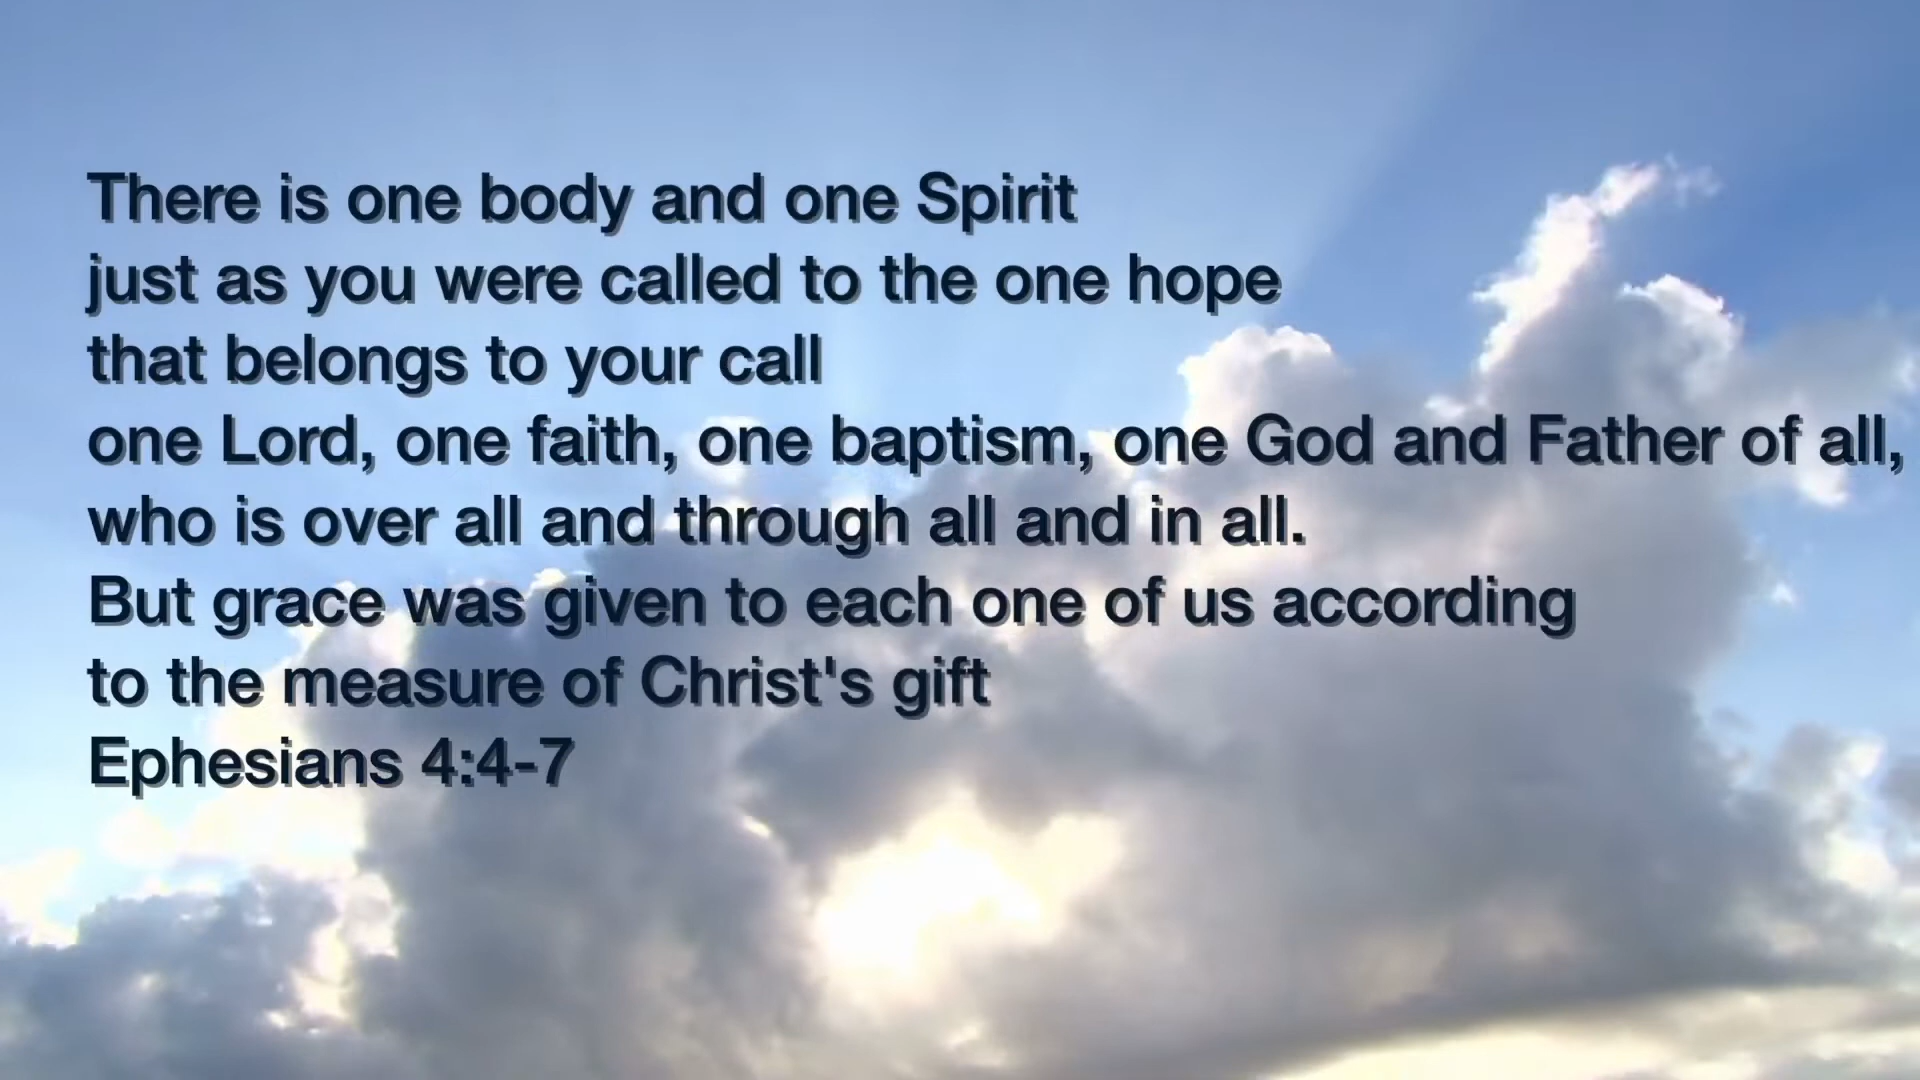 There is one body and one Spirit
just as you were called to the one hope
that belongs to your call
one Lord, one faith, one baptism, one God and Father of all,
who is over all and through all and in all.
But grace was given to each one of us according
to the measure of Christ's gift
Ephesians 4:4-7